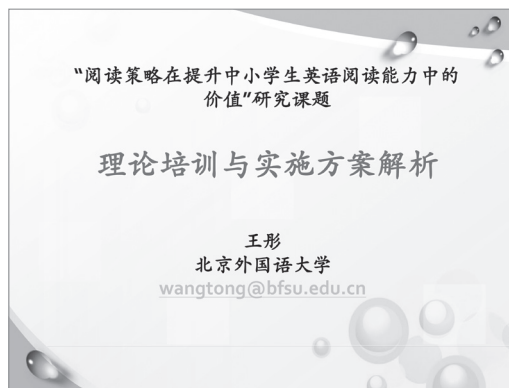 “阅读策略在提升中小学生英语阅读能力中的
价值”研究课题
理论培训与实施方案解析
王彤
北京外国语大学
wangtong@bfsu.edu.cn